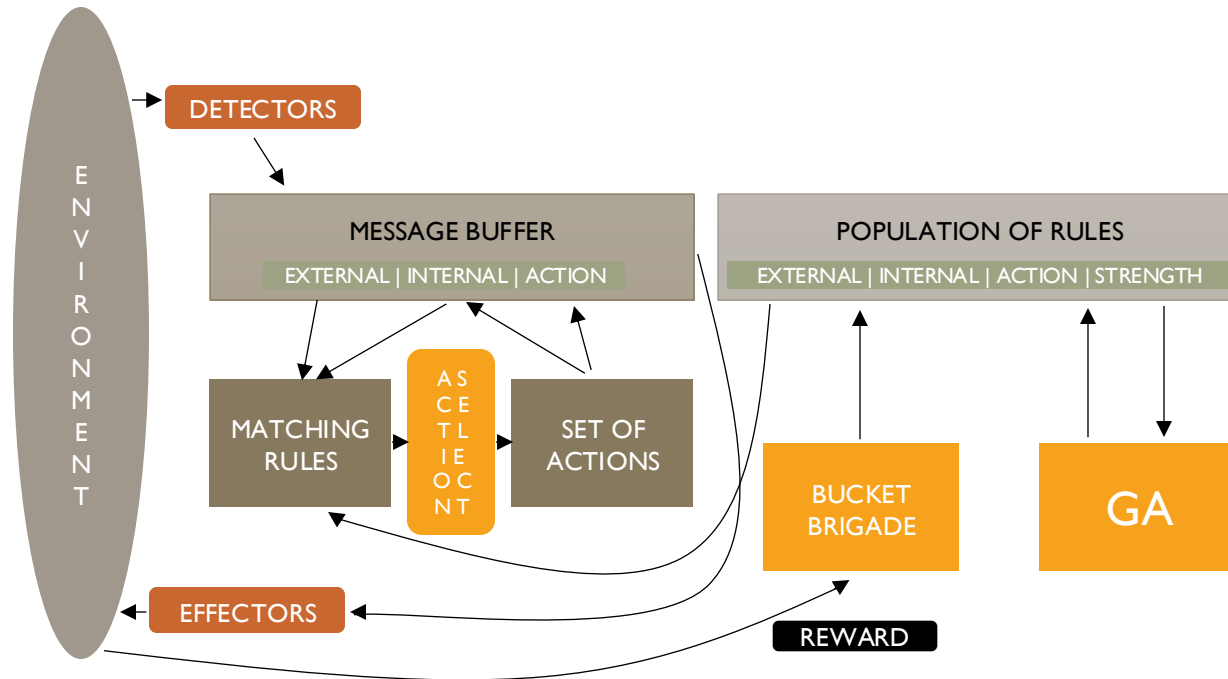 ENVIRONMENT
DETECTORS
MESSAGE BUFFER
EXTERNAL | INTERNAL | ACTION
POPULATION OF RULES
EXTERNAL | INTERNAL | ACTION | STRENGTH
MATCHING
RULES
A S
C E
T L
I E
O C
N T
SET OF
ACTIONS
BUCKET
BRIGADE
GA
EFFECTORS
REWARD